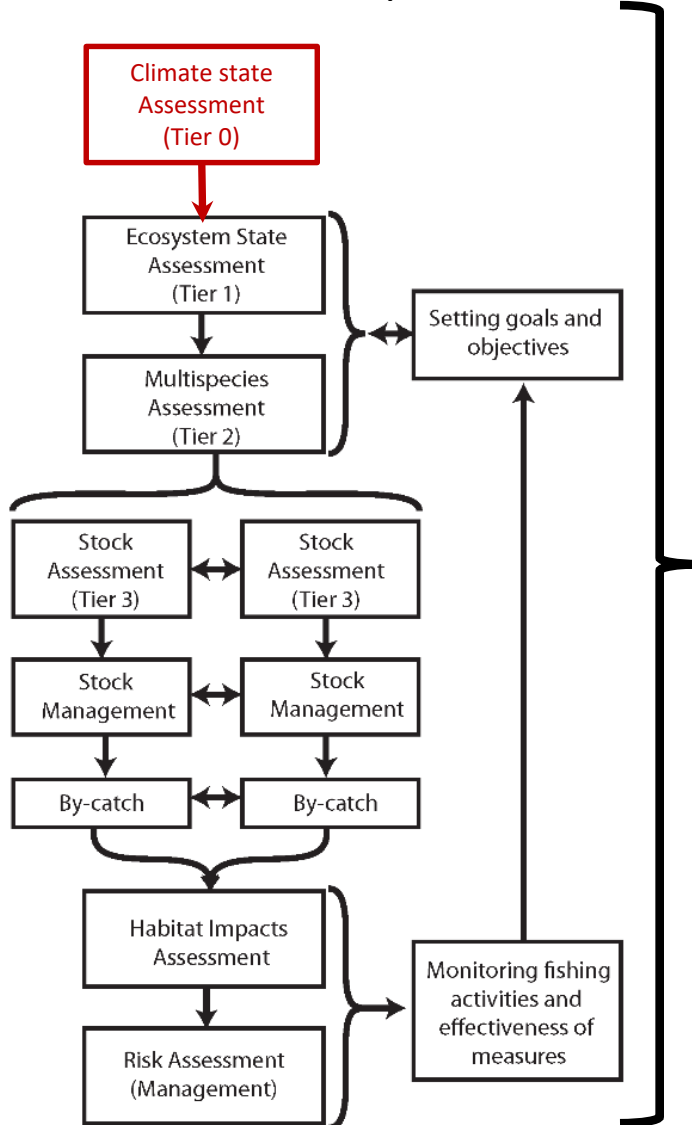 Climate state
Assessment
(Tier 0)
Ecosystem State
Assessment
(Tier 1)
Setting goals and
objectives
Multispecies
Assessment
(Tier 2)
Stock
Assessment
(Tier 3)
Stock
Assessment
(Tier 3)
Stock
Management
Stock
Management
By-catch
By-catch
Habitat Impacts
Assessment
Monitoring fishing
activities and
effectiveness of
measures
Risk Assessment
(Management)